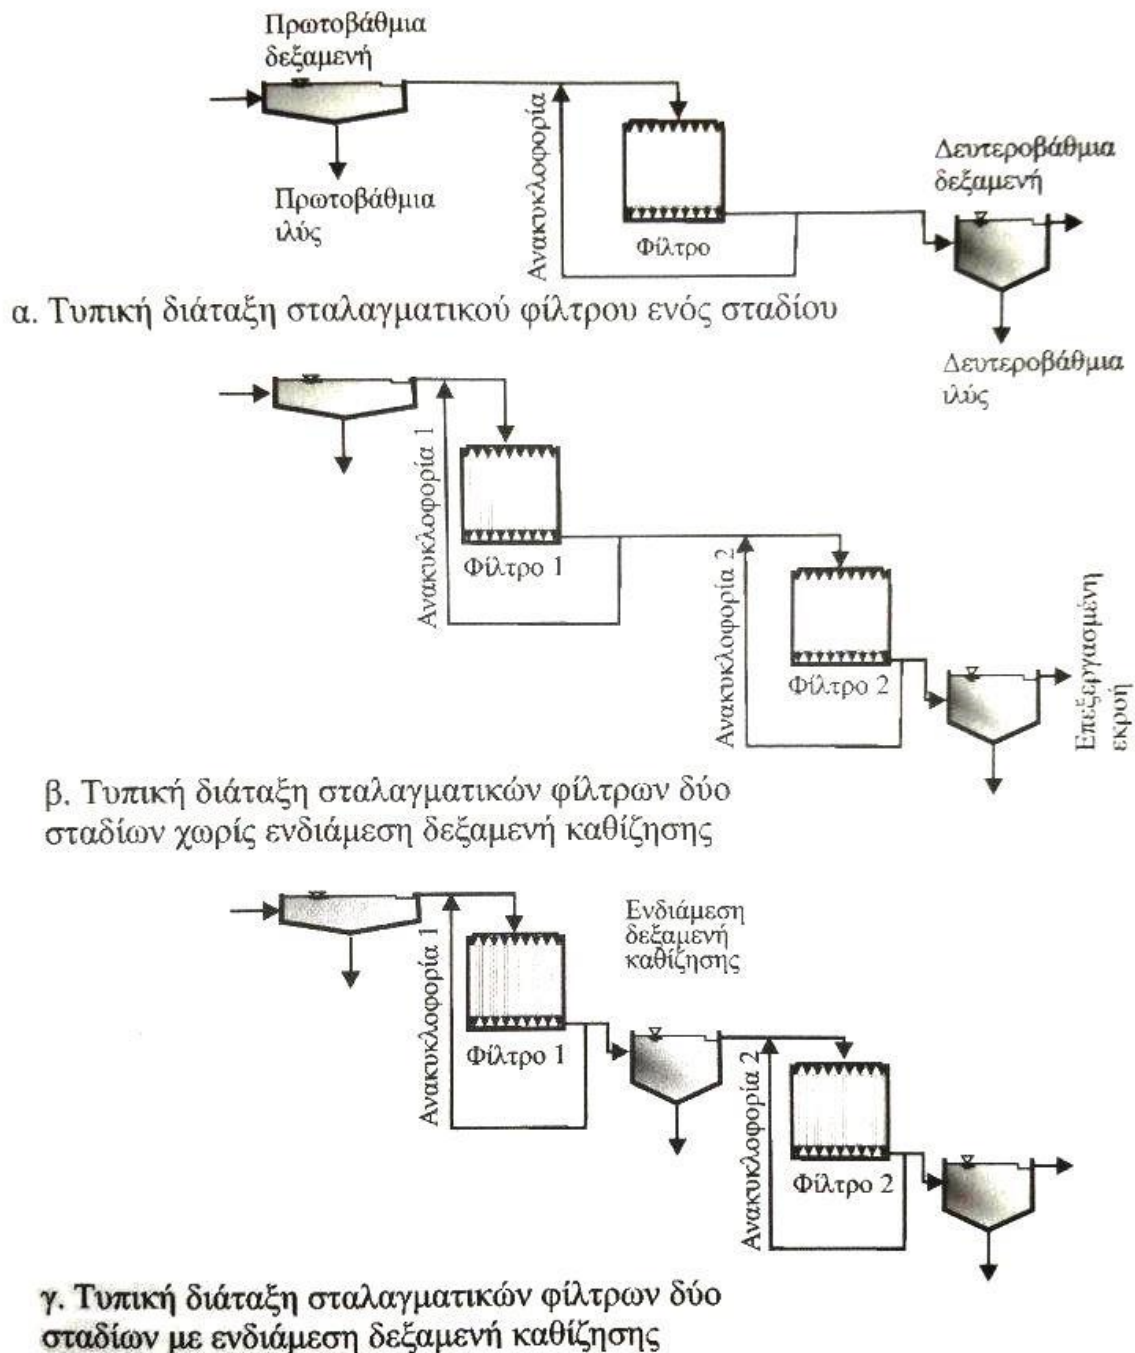 Πρωτοβάθμια
δεξαμενή
Ανακυκλοφορία
Δευτεροβάθμια
δεξαμενή
Πρωτοβάθμια
ιλύς
Φίλτρο
α. Τυπική διάταξη σταλαγματικού φίλτρου ενός σταδίου
Δευτεροβάθμια
ιλύς
Ανακυκλοφορία 1
Φίλτρο 1
Ανακυκλοφορία 2
Φίλτρο 2
Επεξεργασμένη
εκροή
β. Τυπική διάταξη σταλαγματικών φίλτρων δύο
σταδίων χωρίς ενδιάμεση δεξαμενή καθίζησης
Ενδιάμεση
δεξαμενή
καθίζησης
Ανακυκλοφορία 1
Φίλτρο 1
Ανακυκλοφορία 2
Φίλτρο 2
γ. Τυπική διάταξη σταλαγματικών φίλτρων δύο
σταδίων με ενδιάμεση δεξαμενή καθίζησης